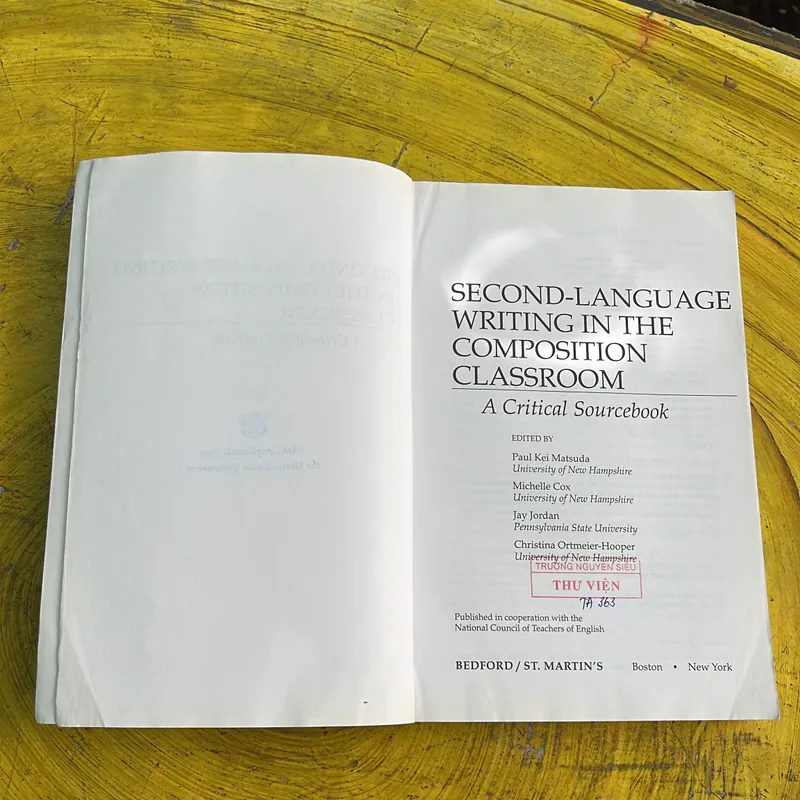 SECOND-LANGUAGE
WRITING IN THE
COMPOSITION
CLASSROOM
A Critical Sourcebook
EDITED BY
Paul Kei Matsuda
University of New Hampshire
Michelle Cox
University of New Hampshire
Jay Jordan
Pennsylvania State University
Christina Ortmeier-Hooper
University of New Hampshire
TRƯỜNG NGUYỄN SIÊU
THƯ VIỆN
TA 363
Published in cooperation with the
National Council of Teachers of English
BEDFORD / ST. MARTIN'S Boston • New York